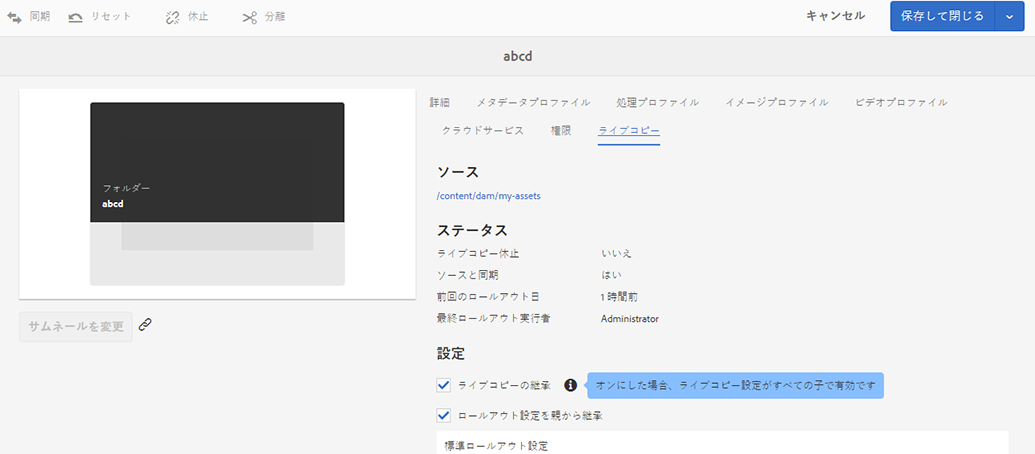 同期 リセット 休止 分離 キャンセル 保存して閉じる
abcd
詳細 メタデータプロファイル 処理プロファイル イメージプロファイル ビデオプロファイル
クラウドサービス 権限 ライブコピー
フォルダー
abcd
サムネールを変更
ソース
/content/dam/my-assets
ステータス
ライブコピー休止 いいえ
ソースと同期 はい
前回のロールアウト日 1 時間前
最終ロールアウト実行者 Administrator
設定
ライブコピーの継承 オンにした場合、ライブコピー設定がすべての子で有効です
ロールアウト設定を親から継承
標準ロールアウト設定